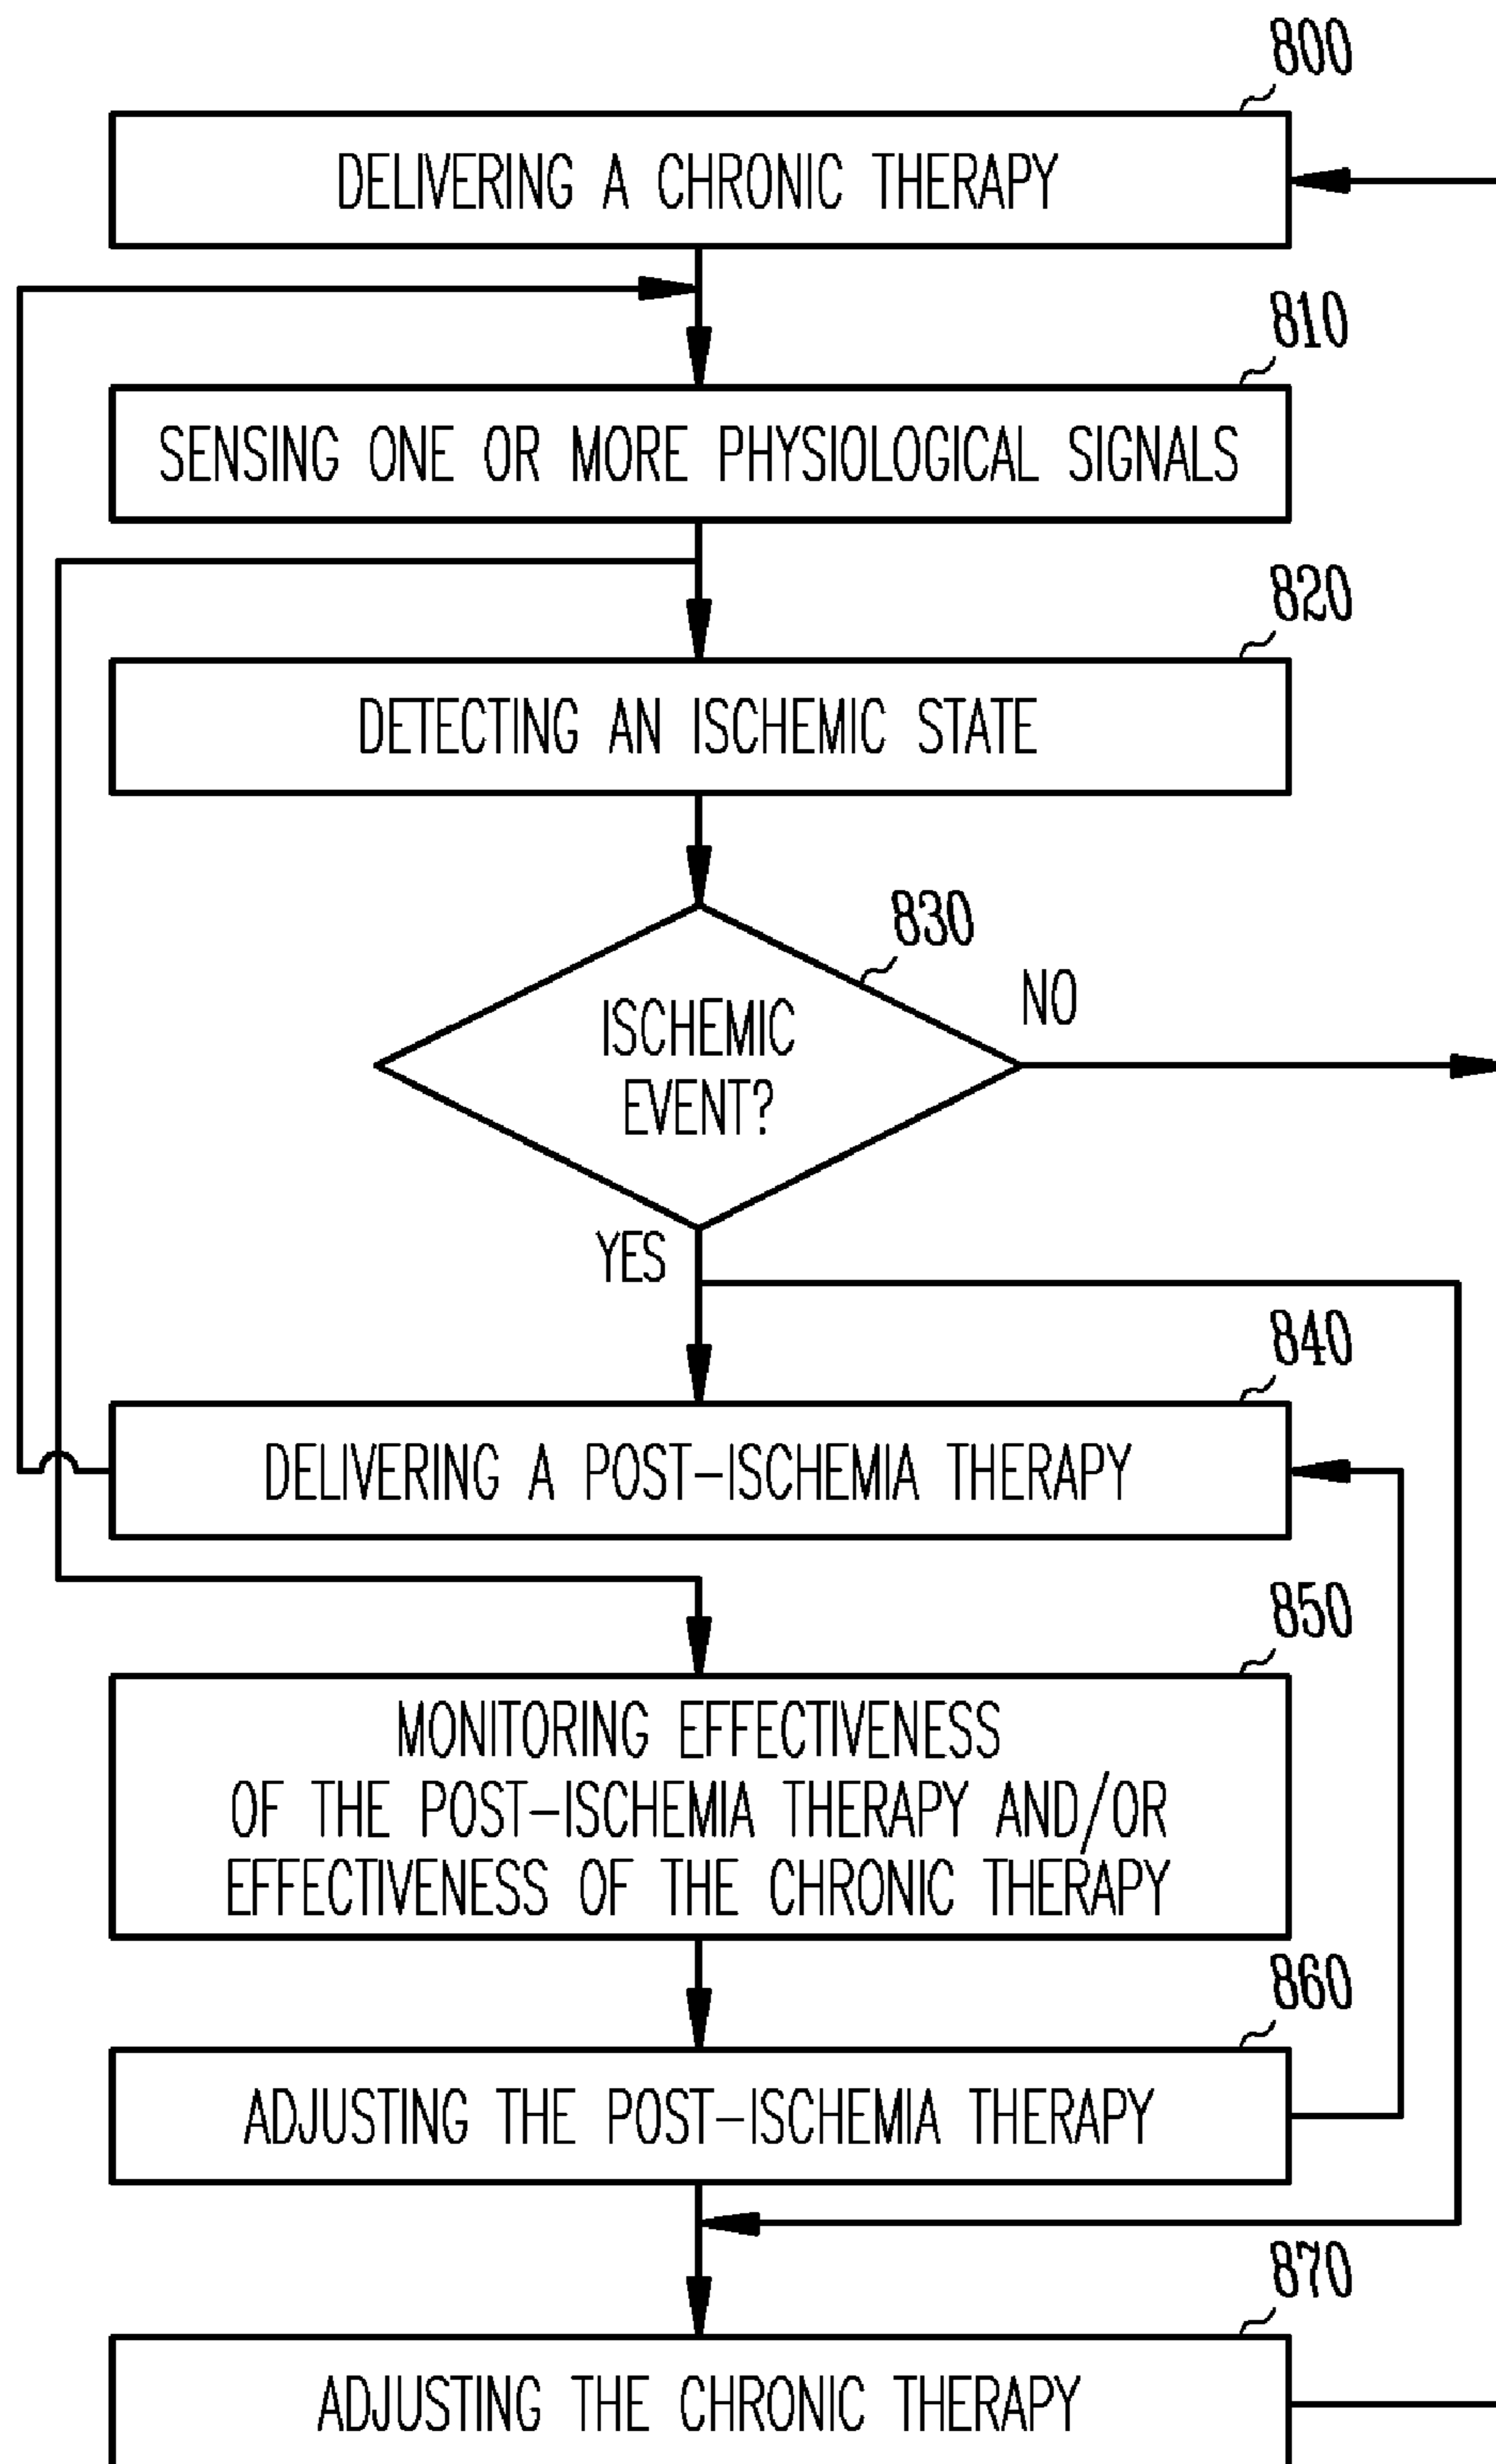 800
DELIVERING A CHRONIC THERAPY
810
SENSING ONE OR MORE PHYSIOLOGICAL SIGNALS
820
DETECTING AN ISCHEMIC STATE
830
ISCHEMIC
EVENT?
NO
YES
840
DELIVERING A POST-ISCHEMIA THERAPY
850
MONITORING EFFECTIVENESS
OF THE POST-ISCHEMIA THERAPY AND/OR
EFFECTIVENESS OF THE CHRONIC THERAPY
860
ADJUSTING THE POST-ISCHEMIA THERAPY
870
ADJUSTING THE CHRONIC THERAPY